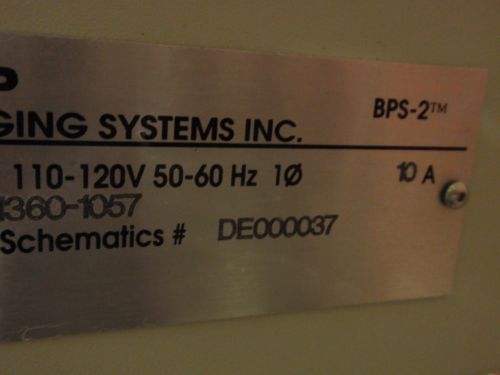 P
BPS-2™
GING SYSTEMS INC.
110-120V 50-60 Hz 1Ø 10 A
1360-1057
Schematics # DE000037